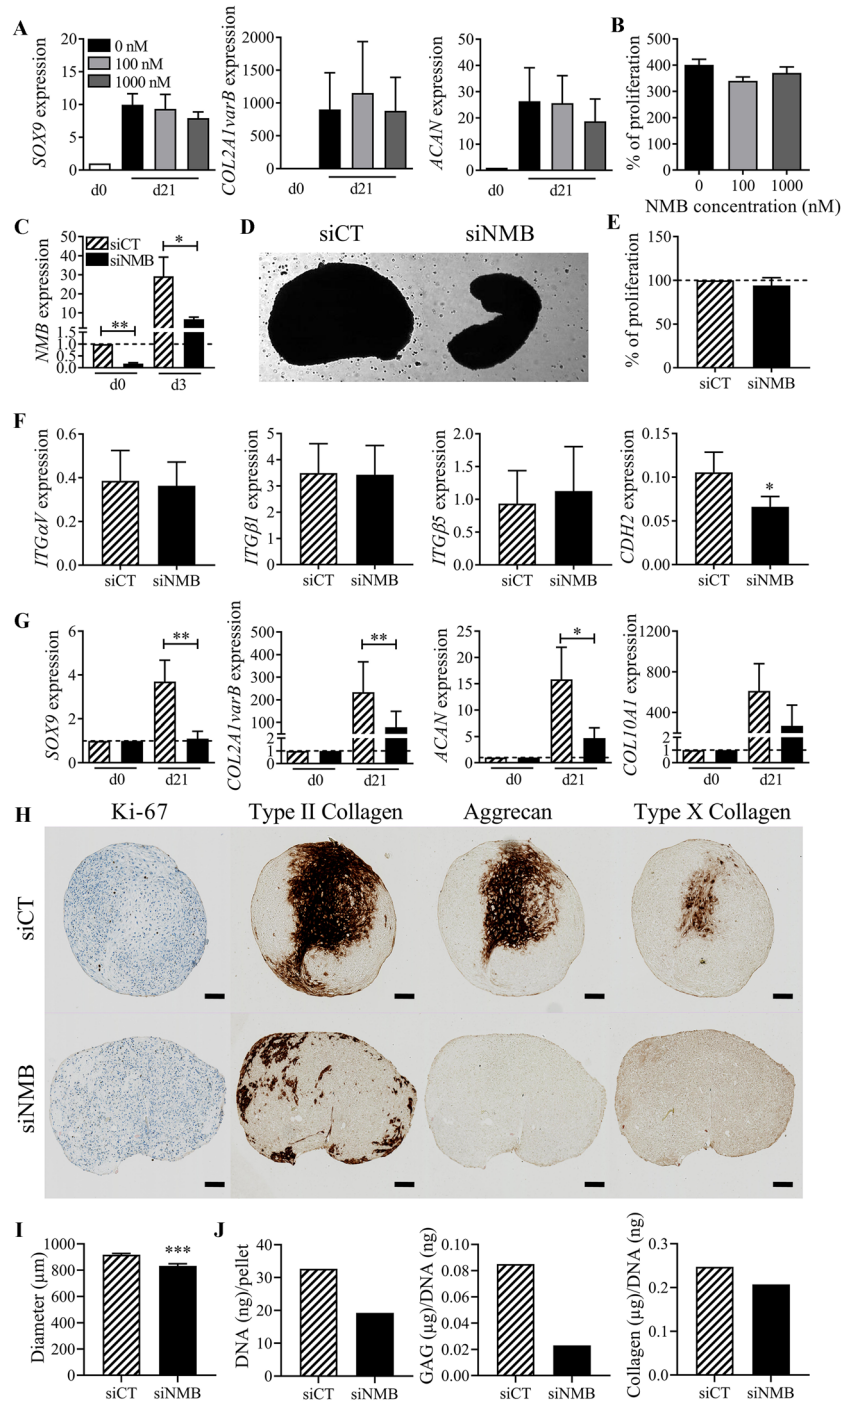 A
SOX9 expression
20
15
10
5
0
0 nM
100 nM
1000 nM
d0
d21
COL2A1varB expression
2000
1500
1000
500
0
d0
d21
ACAN expression
50
40
30
20
10
0
d0
d21
B
% of proliferation
500
400
300
200
100
0
0
100
1000
NMB concentration (nM)
C
NMB expression
50
40
30
20
10
1.5
1.0
0.5
0.0
siCT
siNMB
**
*
d0
d3
D
siCT
siNMB
E
% of proliferation
150
100
300
50
0
siCT
siNMB
F
ITGαV expression
0.6
0.4
0.2
0.0
siCT
siNMB
ITGβ1 expression
5
4
3
2
1
0
siCT
siNMB
ITGβ5 expression
2.0
1.5
1.0
0.5
0.0
siCT
siNMB
CDH2 expression
0.15
0.10
0.05
0.00
*
siCT
siNMB
G
SOX9 expression
6
4
2
0
**
d0
d21
COL2A1varB expression
500
400
300
200
100
2
1
0
**
d0
d21
ACAN expression
25
20
15
10
5
0
*
d0
d21
COL10A1 expression
1200
800
400
2
1
0
d0
d21
H
Ki-67
Type II Collagen
Aggrecan
Type X Collagen
siCT
siNMB
I
Diameter (µm)
1000
800
600
400
200
0
***
siCT
siNMB
J
DNA (ng)/pellet
40
30
20
10
0
siCT
siNMB
GAG (µg)/DNA (ng)
0.10
0.08
0.06
0.04
0.02
0.00
siCT
siNMB
Collagen (µg)/DNA (ng)
0.3
0.2
0.1
0.0
siCT
siNMB